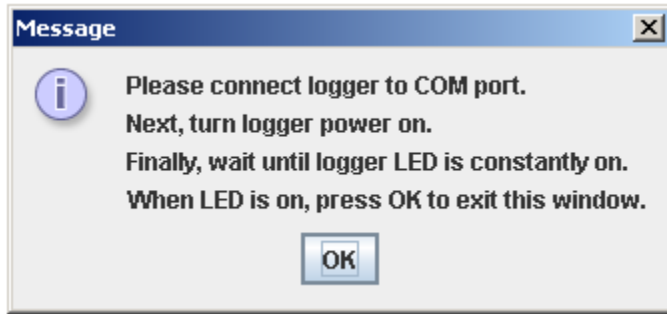 Message
Please connect logger to COM port.
Next, turn logger power on.
Finally, wait until logger LED is constantly on.
When LED is on, press OK to exit this window.
OK